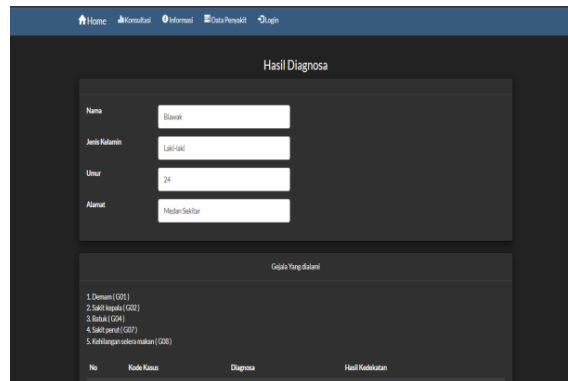 Home Konsultasi Informasi Data Penyakit Login
Hasil Diagnosa
Nama Blawak
Jenis Kelamin Laki-laki
Umur 24
Alamat Medan Sekitar
Gejala Yang dialami
1. Demam ( G01 )
2. Sakit kepala ( G02 )
3. Batuk ( G04 )
4. Sakit perut ( G07 )
5. Kehilangan selera makan ( G08 )
No Kode Kasus Diagnosa Hasil Kedekatan